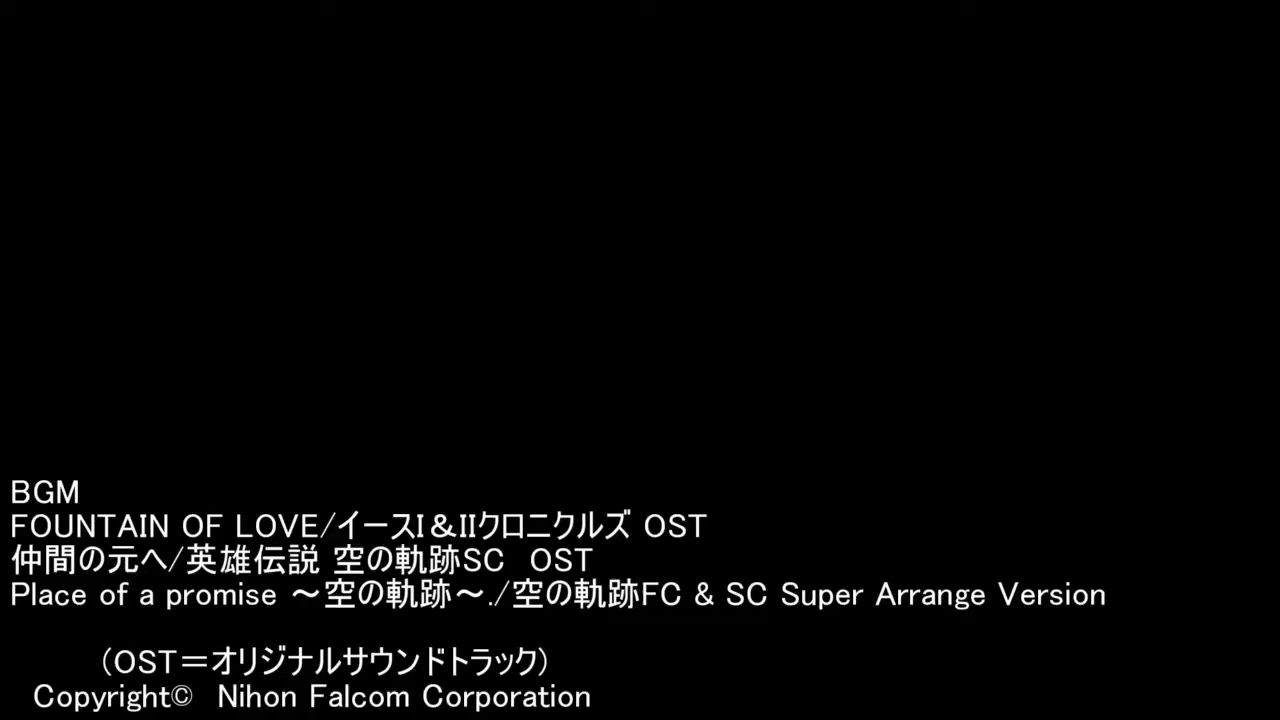 BGM
FOUNTAIN OF LOVE/イースI&IIクロニクルズ OST
仲間の元へ/英雄伝説 空の軌跡SC　OST
Place of a promise ～空の軌跡～./空の軌跡FC & SC Super Arrange Version
(OST＝オリジナルサウンドトラック)
Copyright©　Nihon Falcom Corporation